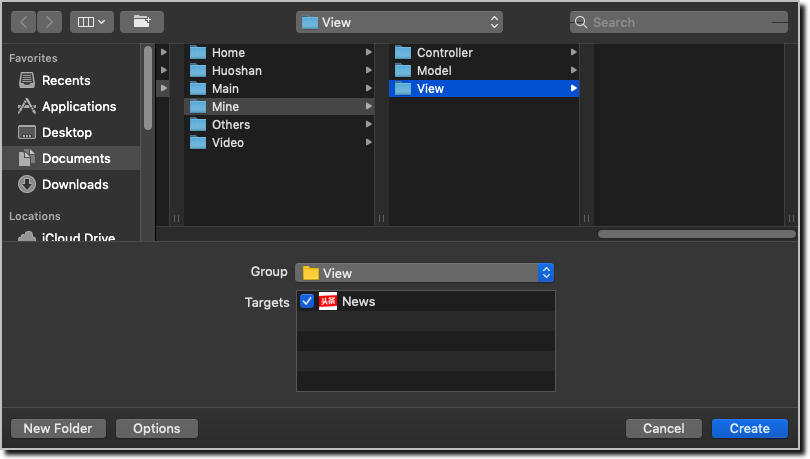 View
Search
Favorites
Recents
Applications
Desktop
Documents
Downloads
Locations
iCloud Drive
Home
Huoshan
Main
Mine
Others
Video
Controller
Model
View
Group
View
Targets
头条 News
New Folder
Options
Cancel
Create